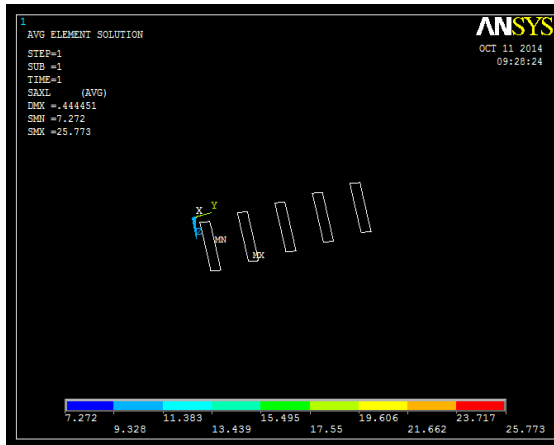 1
AVG ELEMENT SOLUTION
STEP=1
SUB =1
TIME=1
SAXL (AVG)
DMX =.444451
SMN =7.272
SMX =25.773
ANSYS
OCT 11 2014
09:28:24
X Y
Z
MN
MX
7.272 11.383 15.495 19.606 23.717
9.328 13.439 17.55 21.662 25.773